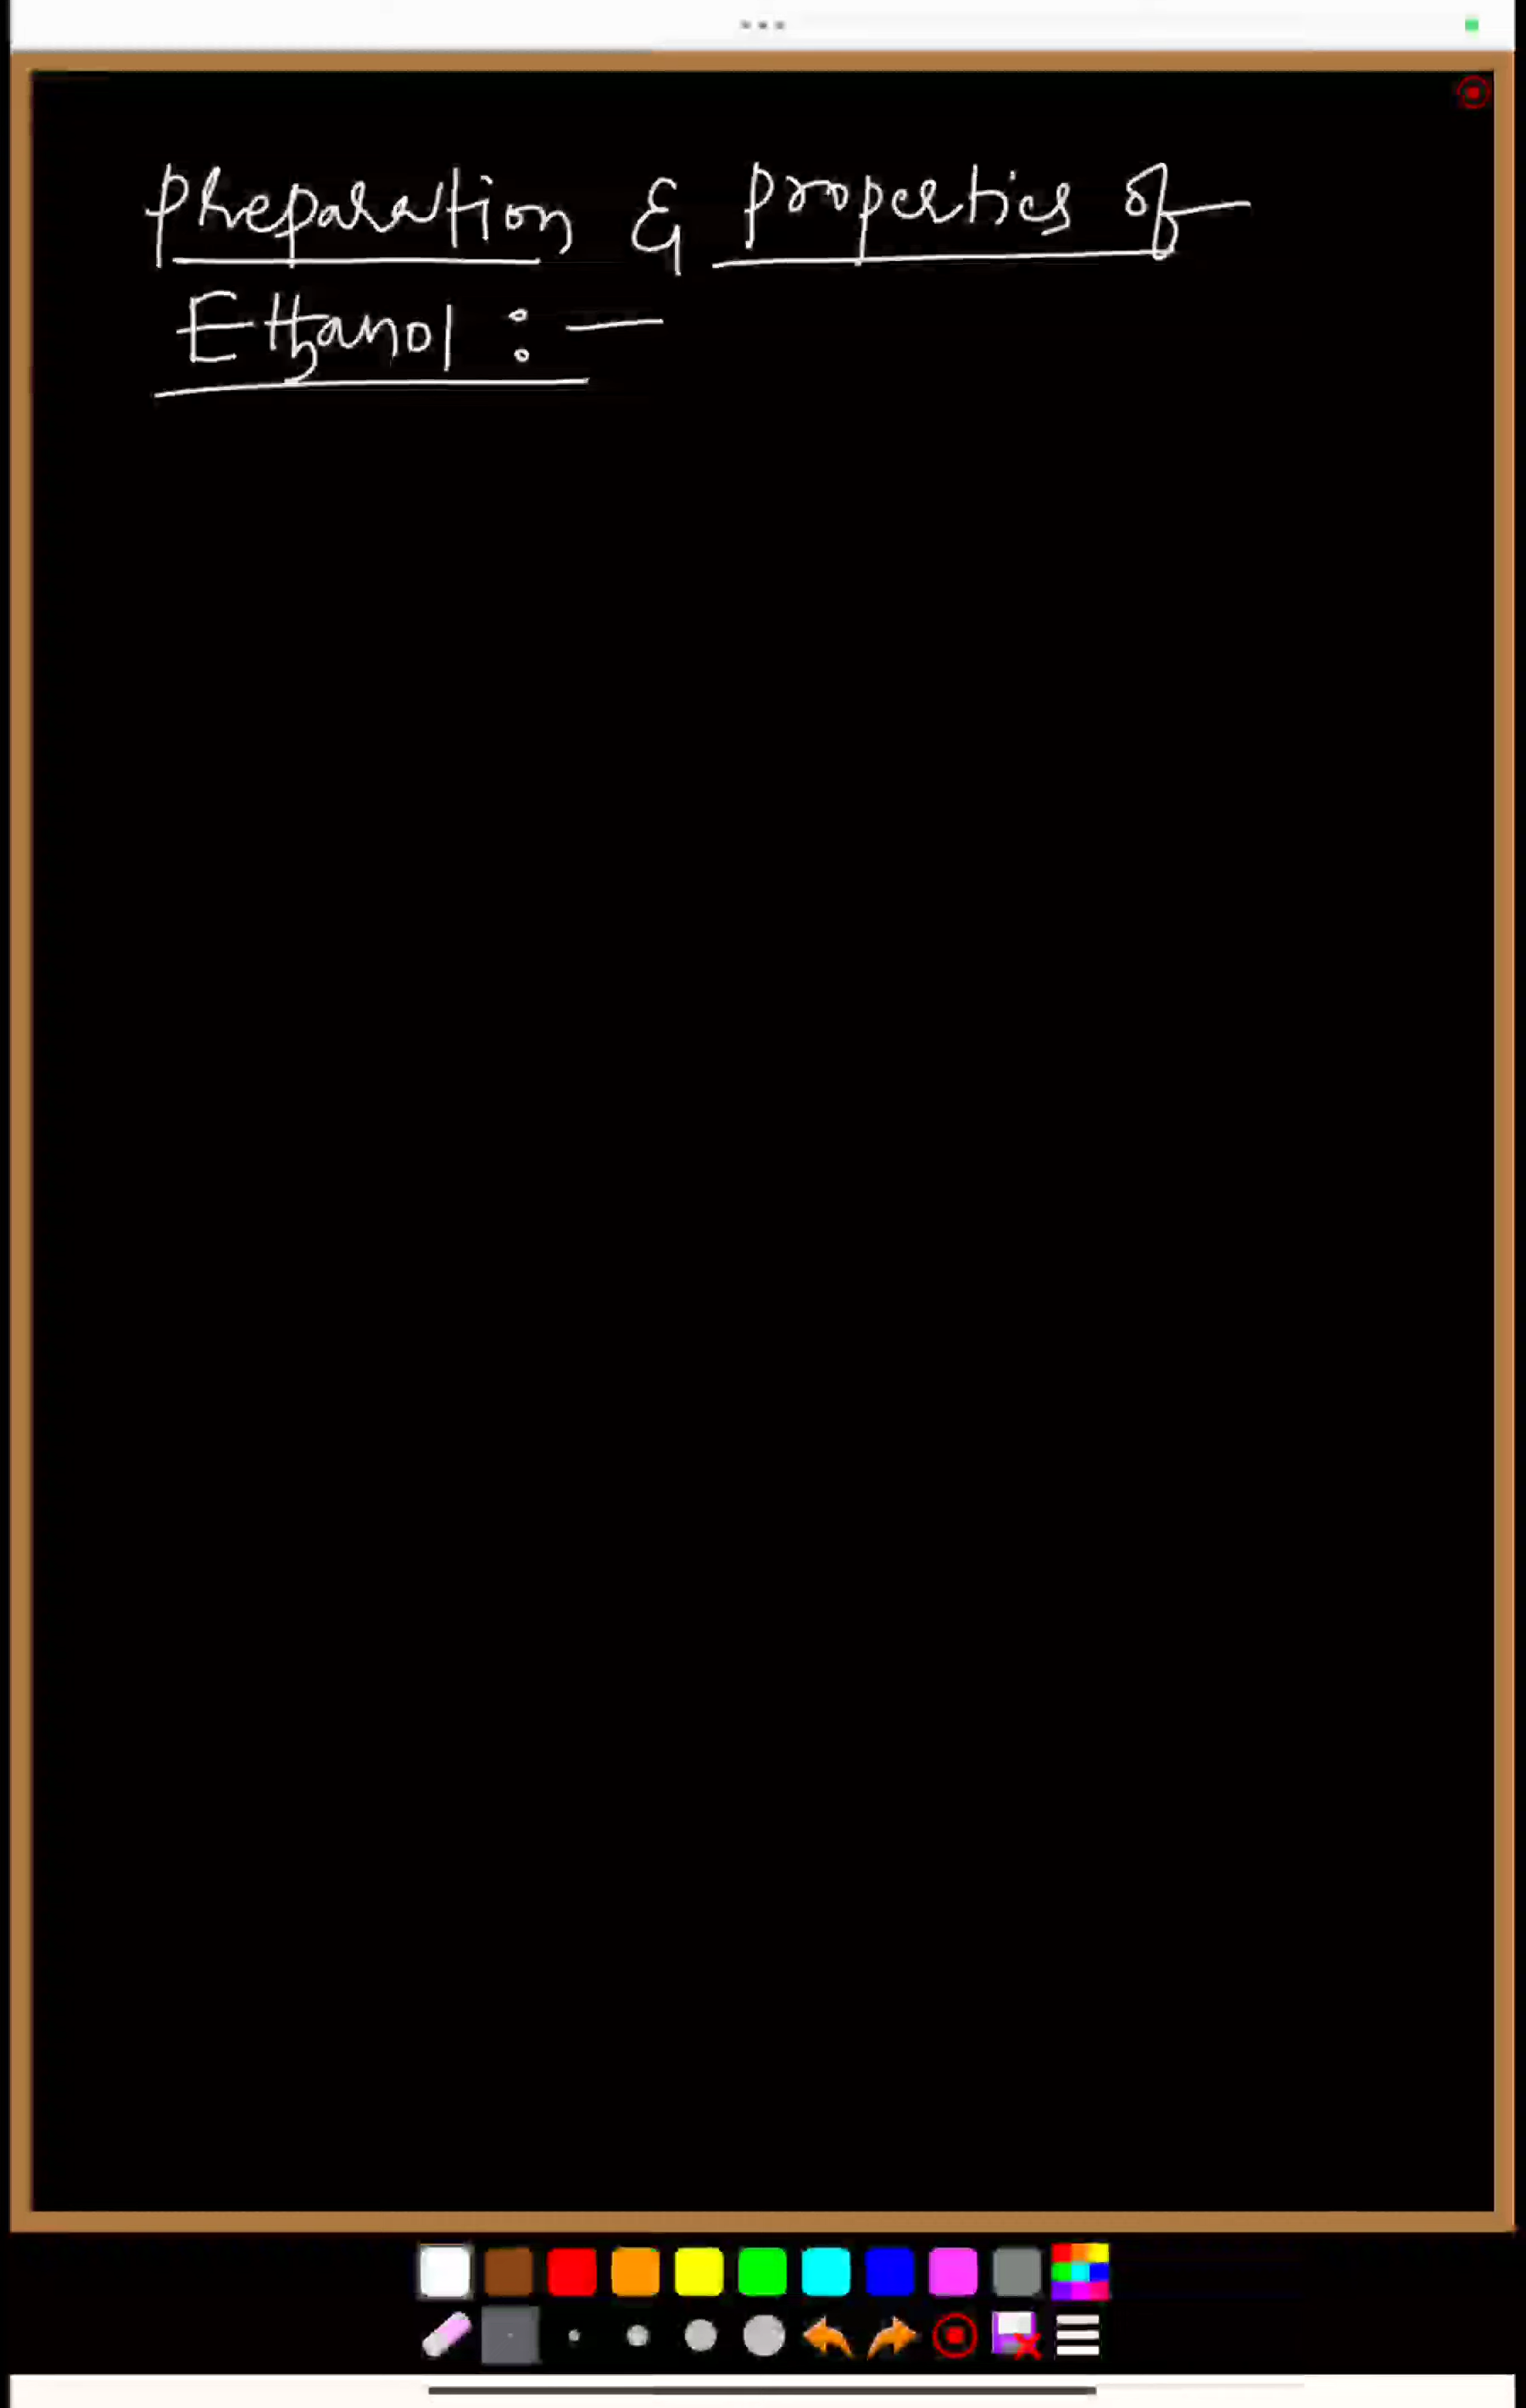 Preparation & properties of
Ethanol : —